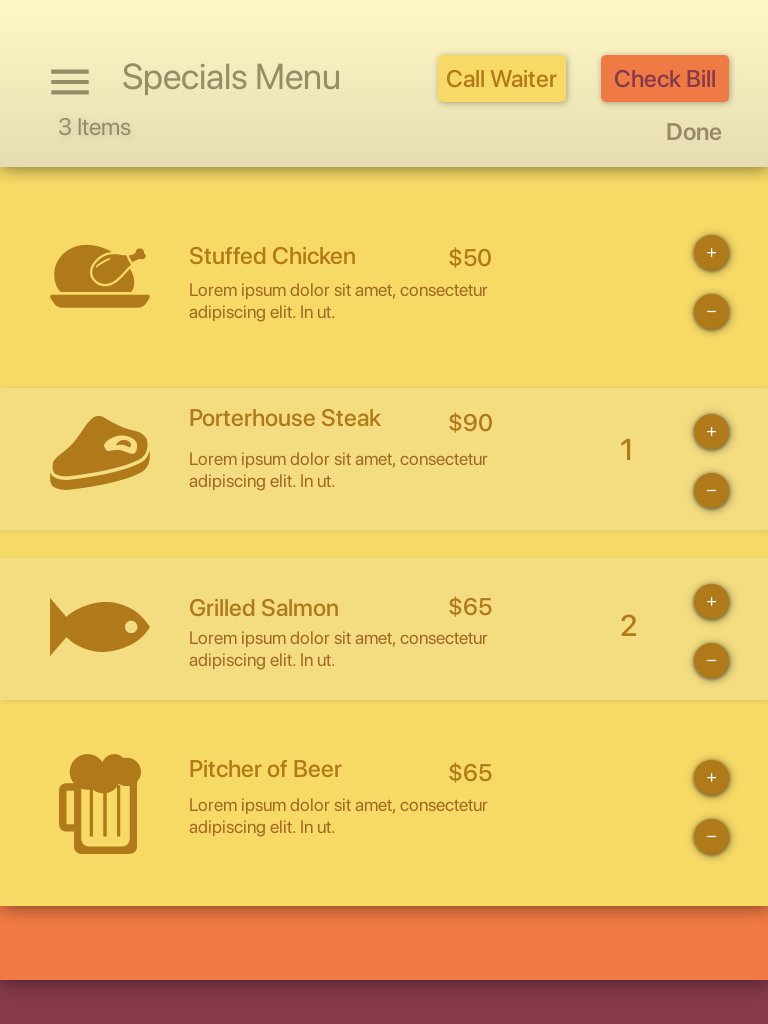 Specials Menu
Call Waiter
Check Bill
3 Items
Done
Stuffed Chicken
$50
Lorem ipsum dolor sit amet, consectetur
adipiscing elit. In ut.
+
−
Porterhouse Steak
$90
Lorem ipsum dolor sit amet, consectetur
adipiscing elit. In ut.
1
+
−
Grilled Salmon
$65
Lorem ipsum dolor sit amet, consectetur
adipiscing elit. In ut.
2
+
−
Pitcher of Beer
$65
Lorem ipsum dolor sit amet, consectetur
adipiscing elit. In ut.
+
−